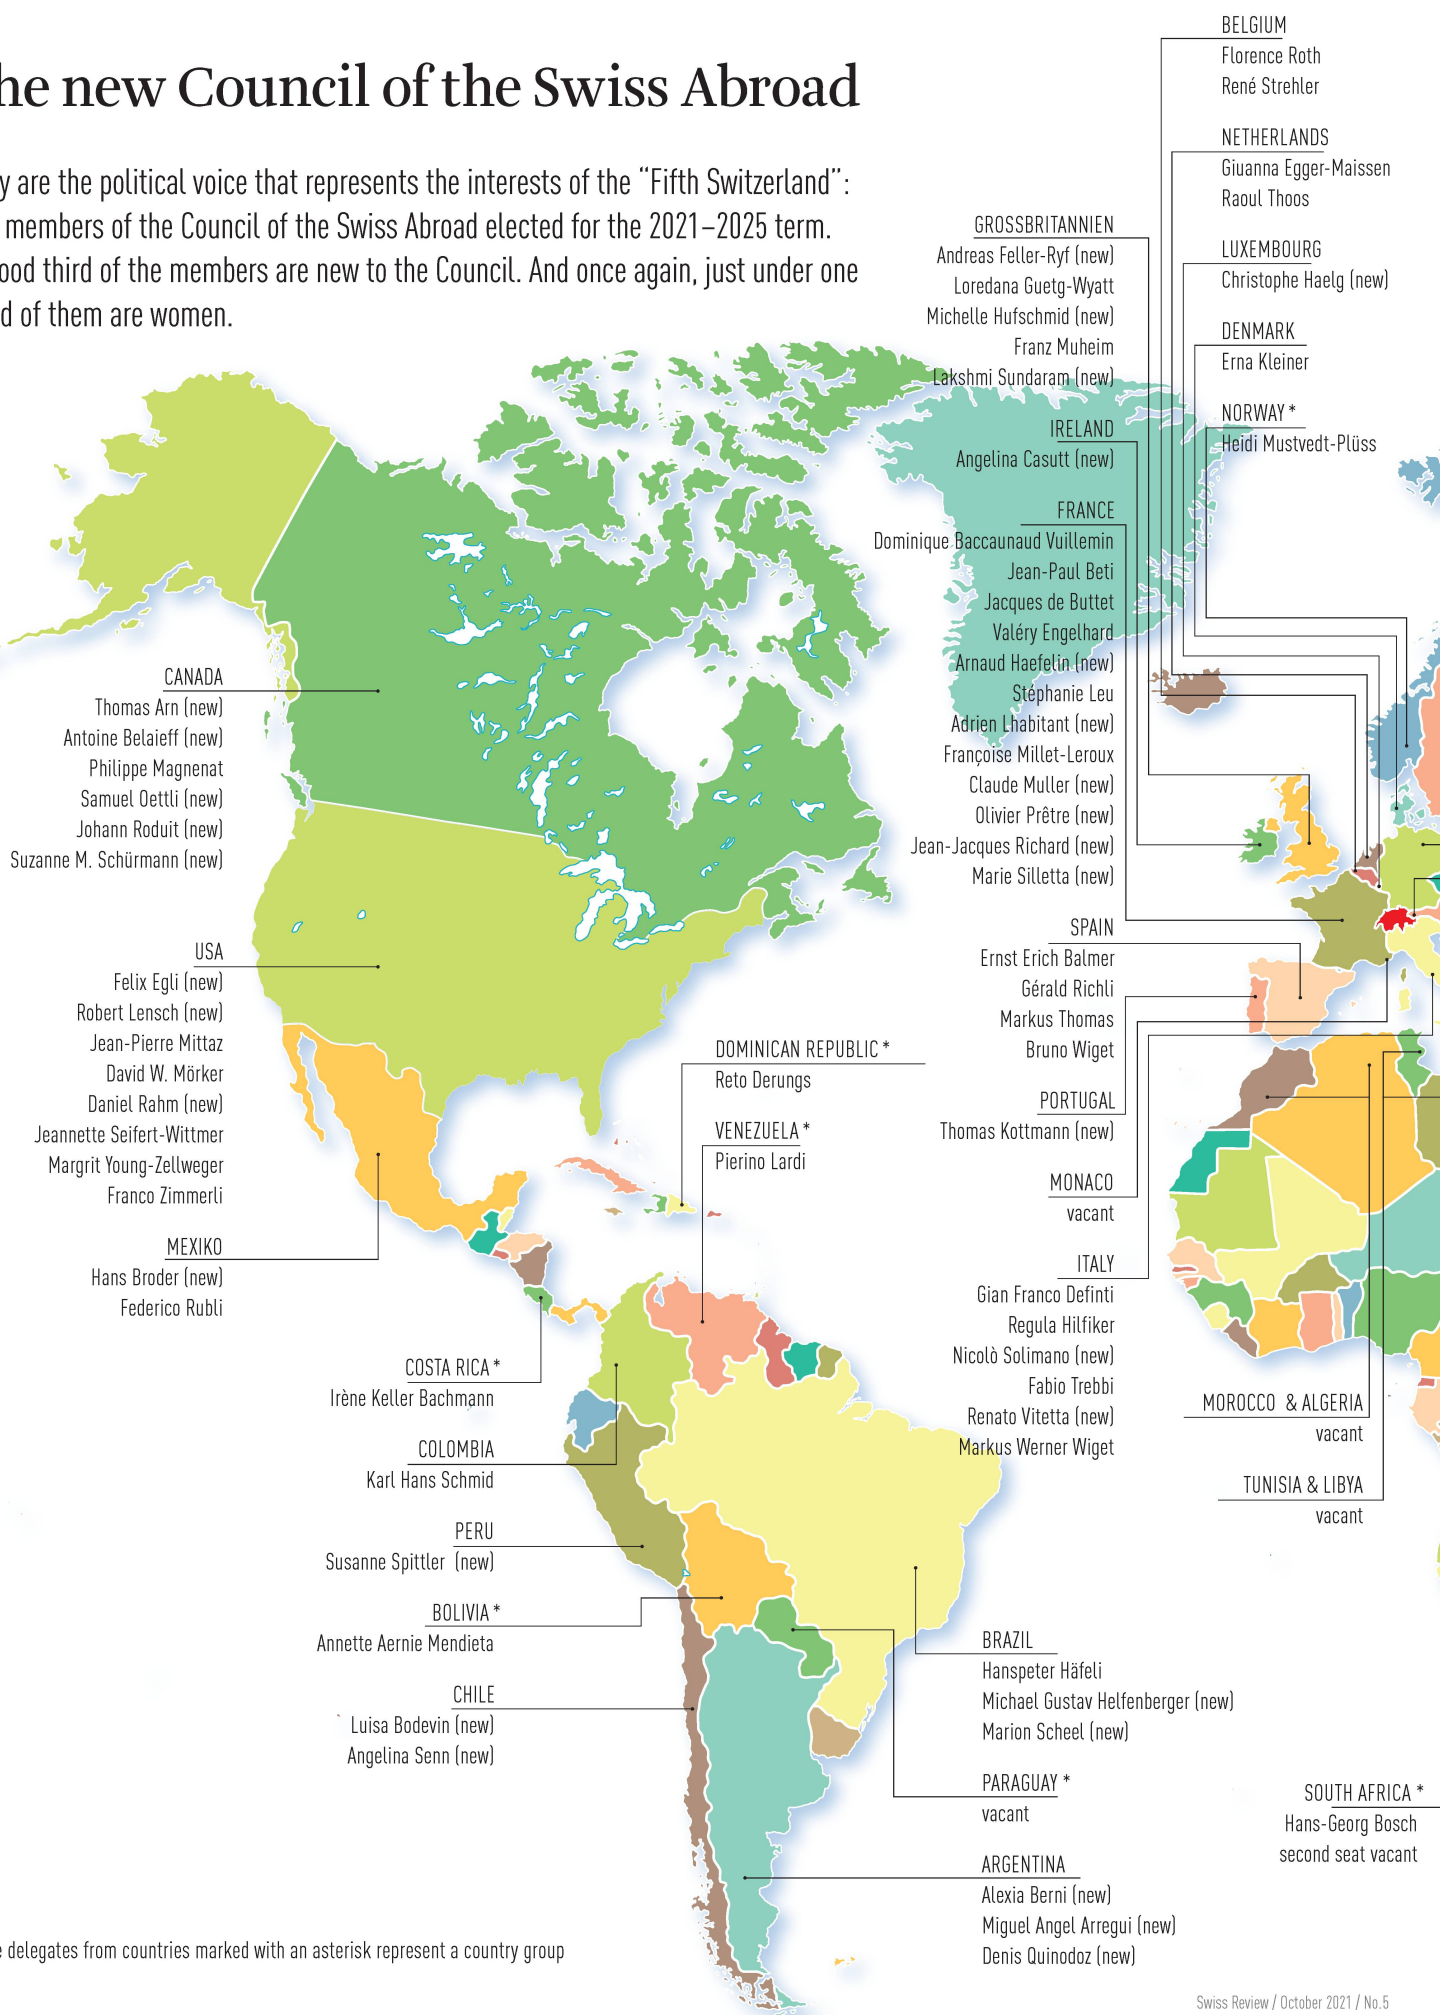 he new Council of the Swiss Abroad
y are the political voice that represents the interests of the “Fifth Switzerland”:
members of the Council of the Swiss Abroad elected for the 2021–2025 term.
ood third of the members are new to the Council. And once again, just under one
d of them are women.
CANADA
Thomas Arn (new)
Antoine Belaieff (new)
Philippe Magnenat
Samuel Oettli (new)
Johann Roduit (new)
Suzanne M. Schürmann (new)
USA
Felix Egli (new)
Robert Lensch (new)
Jean-Pierre Mittaz
David W. Mörker
Daniel Rahm (new)
Jeannette Seifert-Wittmer
Margrit Young-Zellweger
Franco Zimmerli
MEXIKO
Hans Broder (new)
Federico Rubli
COSTA RICA *
Irène Keller Bachmann
COLOMBIA
Karl Hans Schmid
PERU
Susanne Spittler (new)
BOLIVIA *
Annette Aernie Mendieta
CHILE
Luisa Bodevin (new)
Angelina Senn (new)
DOMINICAN REPUBLIC *
Reto Derungs
VENEZUELA *
Pierino Lardi
BELGIUM
Florence Roth
René Strehler
NETHERLANDS
Giuanna Egger-Maissen
Raoul Thoos
LUXEMBOURG
Christophe Haelg (new)
DENMARK
Erna Kleiner
NORWAY *
Heidi Mustvedt-Plüss
GROSSBRITANNIEN
Andreas Feller-Ryf (new)
Loredana Guetg-Wyatt
Michelle Hufschmid (new)
Franz Muheim
Lakshmi Sundaram (new)
IRELAND
Angelina Casutt (new)
FRANCE
Dominique Baccaunaud Vuillemin
Jean-Paul Beti
Jacques de Buttet
Valéry Engelhard
Arnaud Haefelin (new)
Stéphanie Leu
Adrien Lhabitant (new)
Françoise Millet-Leroux
Claude Muller (new)
Olivier Prêtre (new)
Jean-Jacques Richard (new)
Marie Silletta (new)
SPAIN
Ernst Erich Balmer
Gérald Richli
Markus Thomas
Bruno Wiget
PORTUGAL
Thomas Kottmann (new)
MONACO
vacant
ITALY
Gian Franco Definti
Regula Hilfiker
Nicolò Solimano (new)
Fabio Trebbi
Renato Vitetta (new)
Markus Werner Wiget
MOROCCO & ALGERIA
vacant
TUNISIA & LIBYA
vacant
BRAZIL
Hanspeter Häfeli
Michael Gustav Helfenberger (new)
Marion Scheel (new)
PARAGUAY *
vacant
ARGENTINA
Alexia Berni (new)
Miguel Angel Arregui (new)
Denis Quinodoz (new)
SOUTH AFRICA *
Hans-Georg Bosch
second seat vacant
e delegates from countries marked with an asterisk represent a country group
Swiss Review / October 2021 / No.5